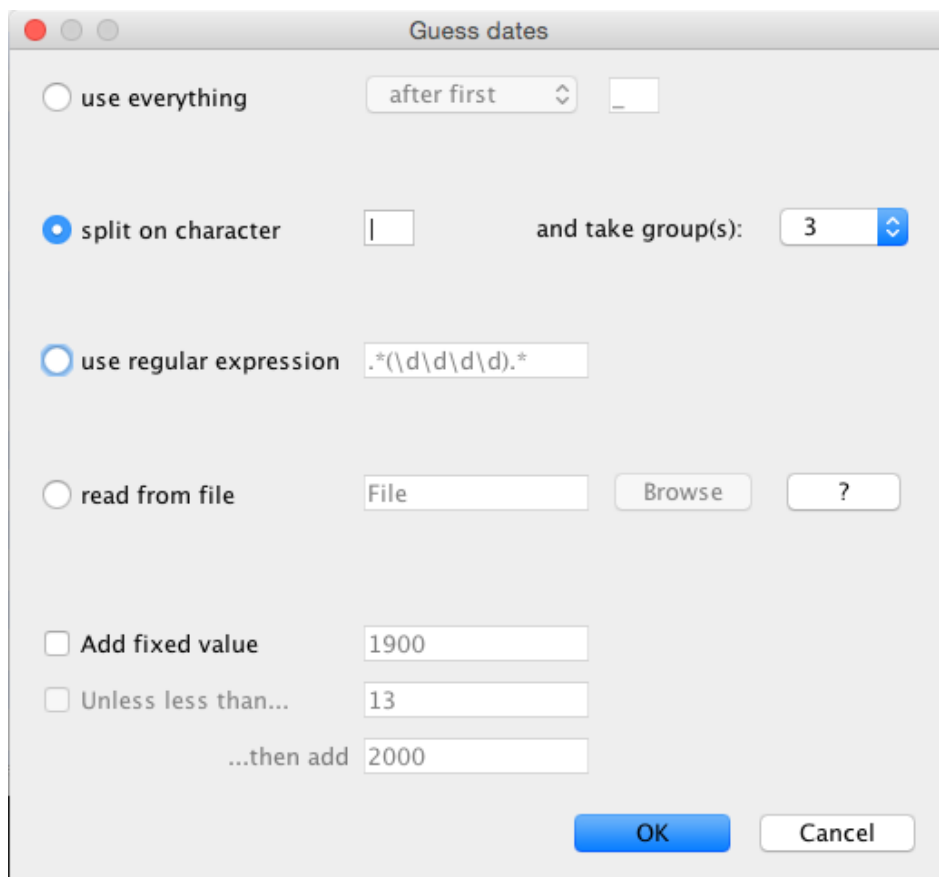 Guess dates
use everything after first _
split on character | and take group(s): 3
use regular expression .*(\d\d\d\d).*
read from file File Browse ?
Add fixed value 1900
Unless less than... 13
...then add 2000
OK Cancel